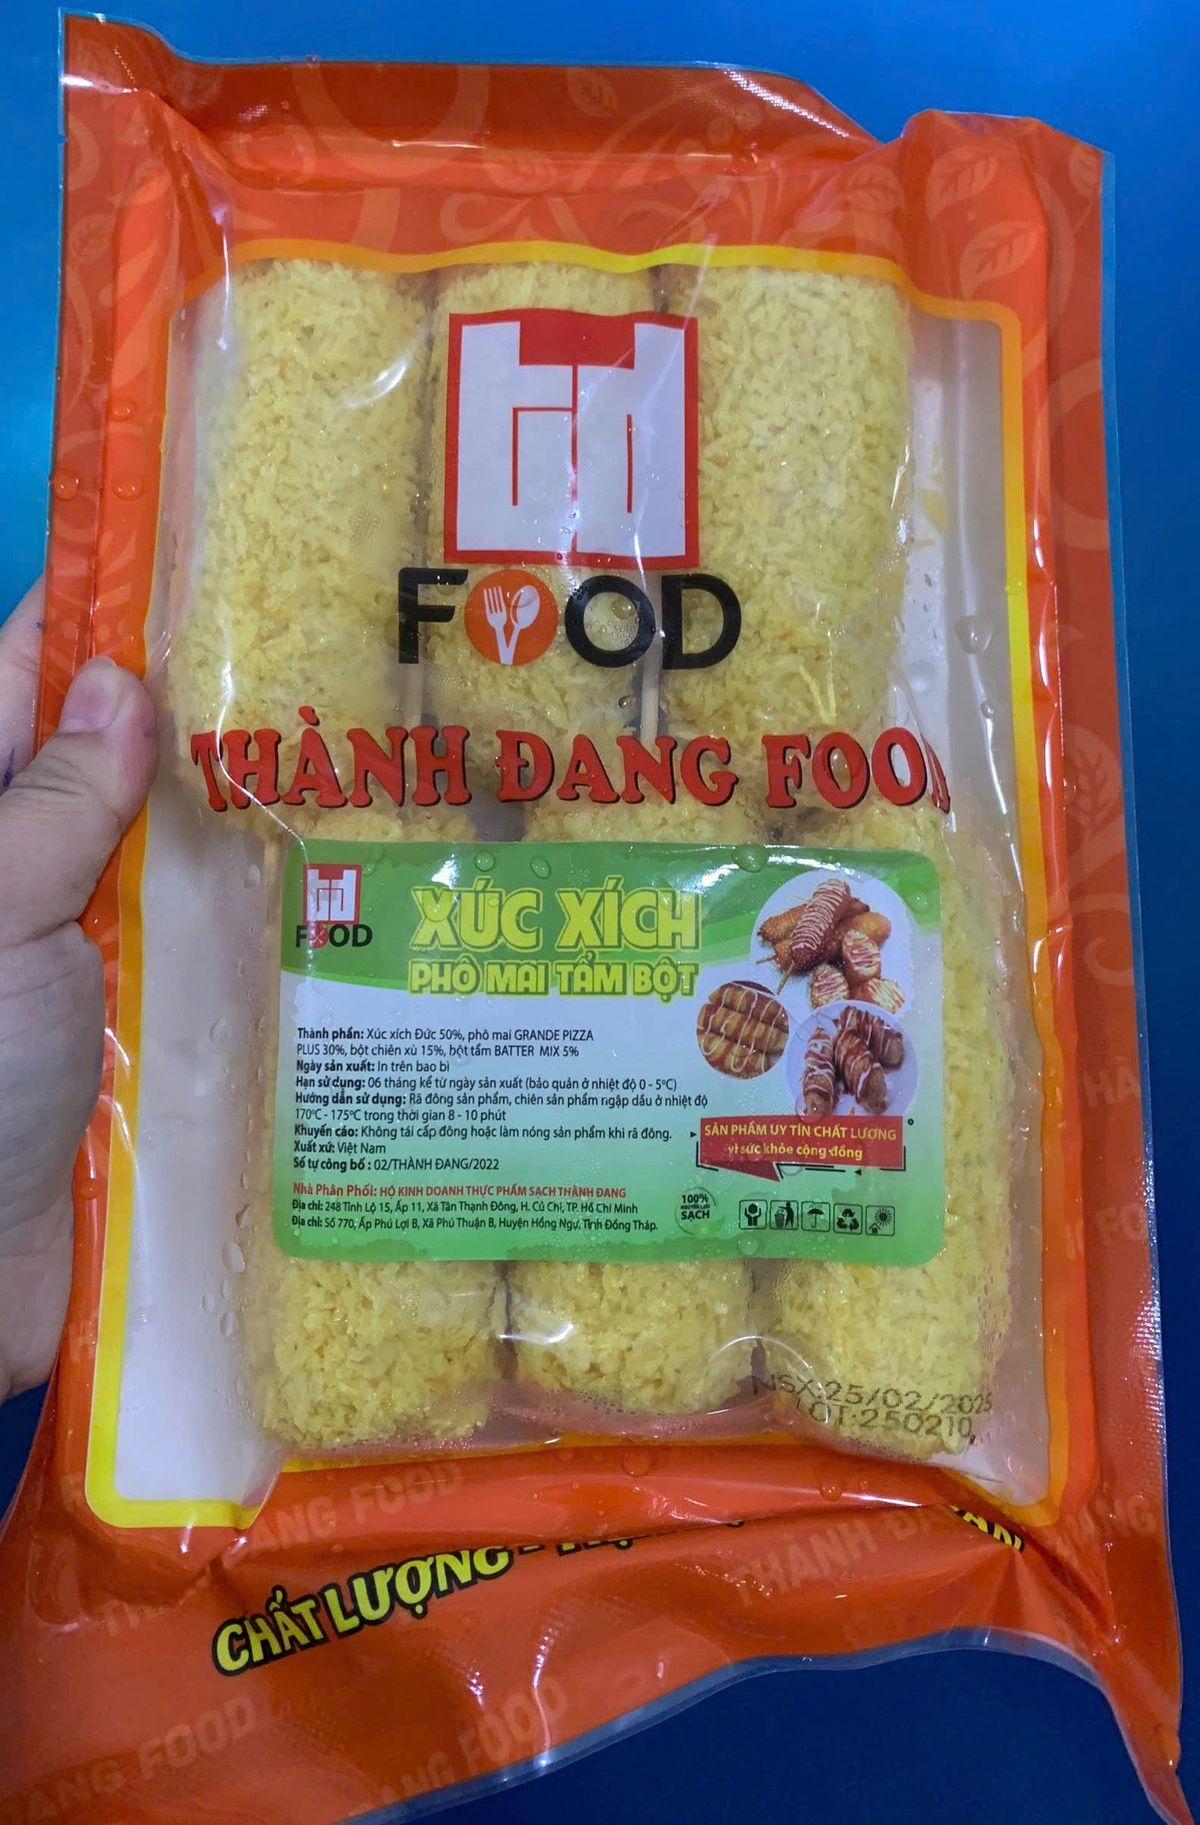 FOOD
THÀNH ĐANG FOOD
FOOD
XÚC XÍCH
PHÔ MAI TẨM BỘT
Thành phần: Xúc xích Đức 50%, phô mai GRANDE PIZZA
PLUS 30%, bột chiên xù 15%, bột tẩm BATTER MIX 5%
Ngày sản xuất: In trên bao bì
Hạn sử dụng: 06 tháng kể từ ngày sản xuất (bảo quản ở nhiệt độ 0 - 5°C)
Hướng dẫn sử dụng: Rã đông sản phẩm, chiên sản phẩm ngập dầu ở nhiệt độ
170°C - 175°C trong thời gian 8 - 10 phút
Khuyến cáo: Không tái cấp đông hoặc làm nóng sản phẩm khi rã đông.
Xuất xứ: Việt Nam
Số tự công bố : 02/THÀNH ĐANG/2022
SẢN PHẨM UY TÍN CHẤT LƯỢNG
vì sức khỏe cộng đồng
Nhà Phân Phối: HỘ KINH DOANH THỰC PHẨM SẠCH THÀNH ĐANG
Địa chỉ: 248 Tỉnh Lộ 15, Ấp 11, Xã Tân Thạnh Đông, H. Củ Chi, TP. Hồ Chí Minh
Địa chỉ: Số 770, Ấp Phú Lợi B, Xã Phú Thuận B, Huyện Hồng Ngự, Tỉnh Đồng Tháp.
100%
SẠCH
NSX:25/02/2025
LOT:250210
CHẤT LƯỢNG